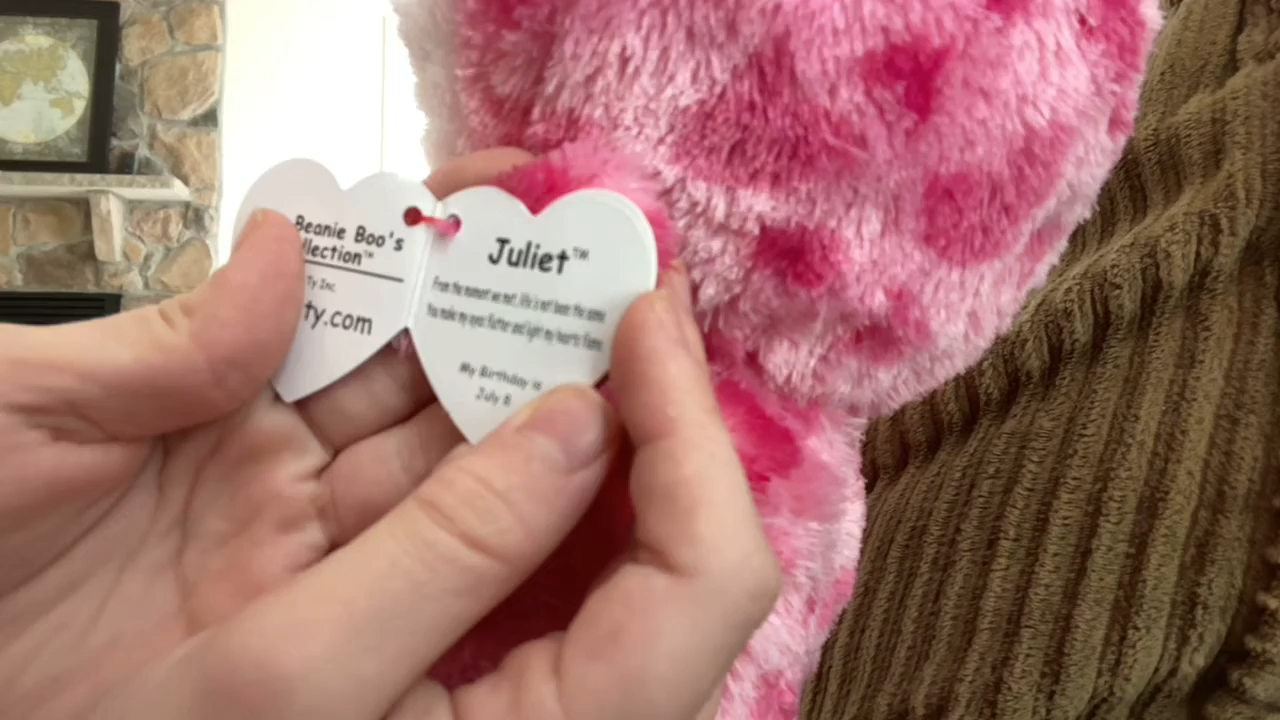 Beanie Boo's
llection™
Ty Inc
ty.com
Juliet™
From the moment we met, life is not been the same
You make my eyes flutter and light my hearts flame
My Birthday is
July 8